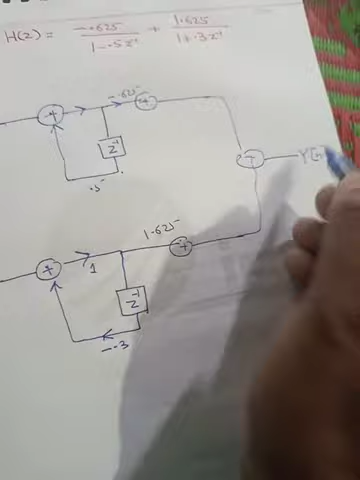 H(z) = -.625 / 1-.5z⁻¹ + 1.625 / 1+.3z⁻¹
-.625
+ +
z⁻¹
.5
+ Y[n]
1.625
+ 1 +
z⁻¹
-.3